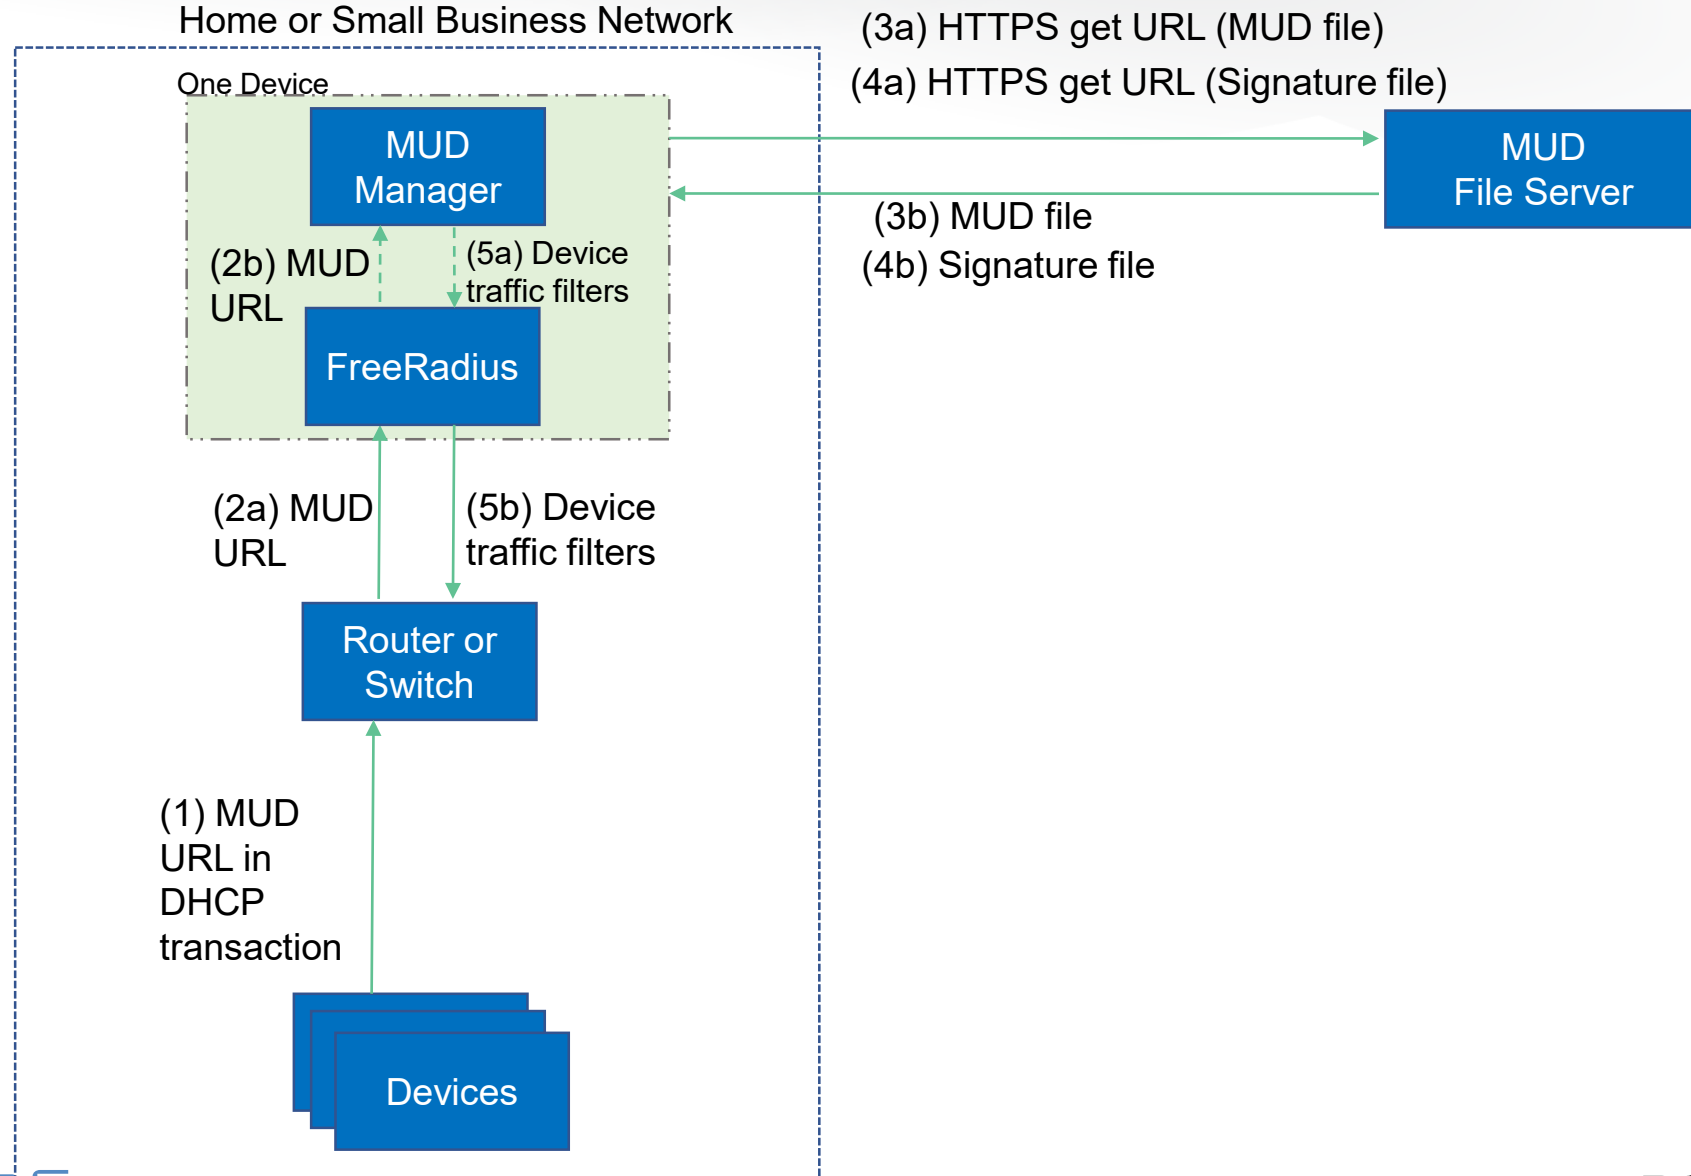 Home or Small Business Network
(3a) HTTPS get URL (MUD file)
(4a) HTTPS get URL (Signature file)
One Device
MUD
Manager
MUD
File Server
(3b) MUD file
(4b) Signature file
(2b) MUD
URL
(5a) Device
traffic filters
FreeRadius
(2a) MUD
URL
(5b) Device
traffic filters
Router or
Switch
(1) MUD
URL in
DHCP
transaction
Devices